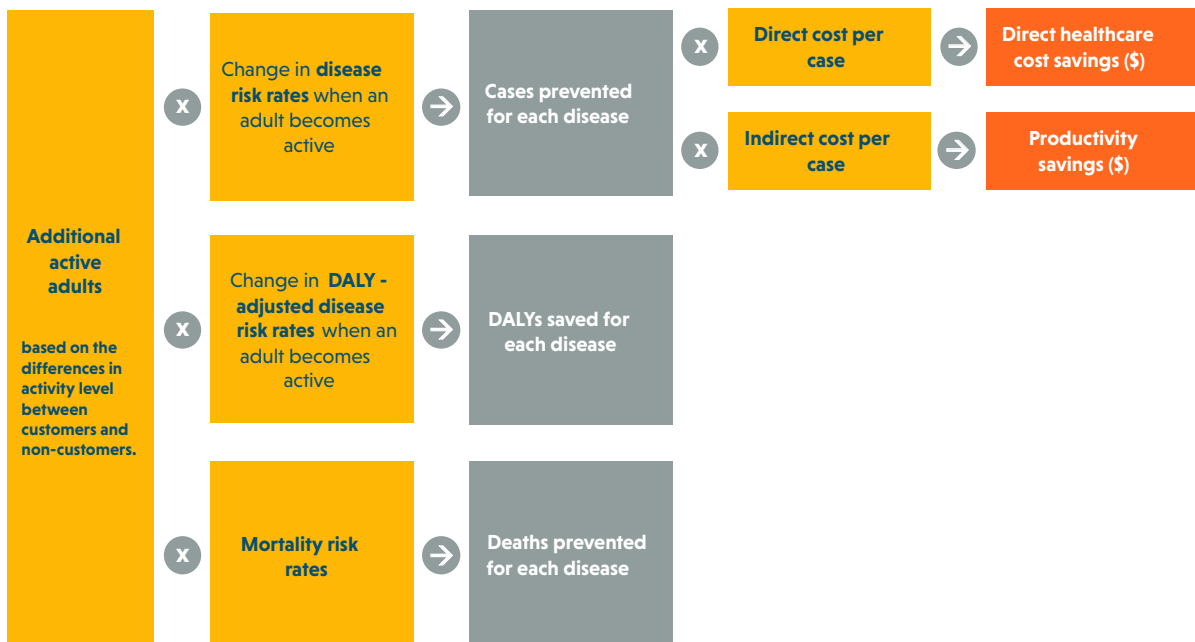 Additional
active
adults
based on the
differences in
activity level
between
customers and
non-customers.
x
Change in disease
risk rates when an
adult becomes
active
→
Cases prevented
for each disease
x
Direct cost per
case
→
Direct healthcare
cost savings ($)
x
Indirect cost per
case
→
Productivity
savings ($)
x
Change in DALY -
adjusted disease
risk rates when an
adult becomes
active
→
DALYs saved for
each disease
x
Mortality risk
rates
→
Deaths prevented
for each disease